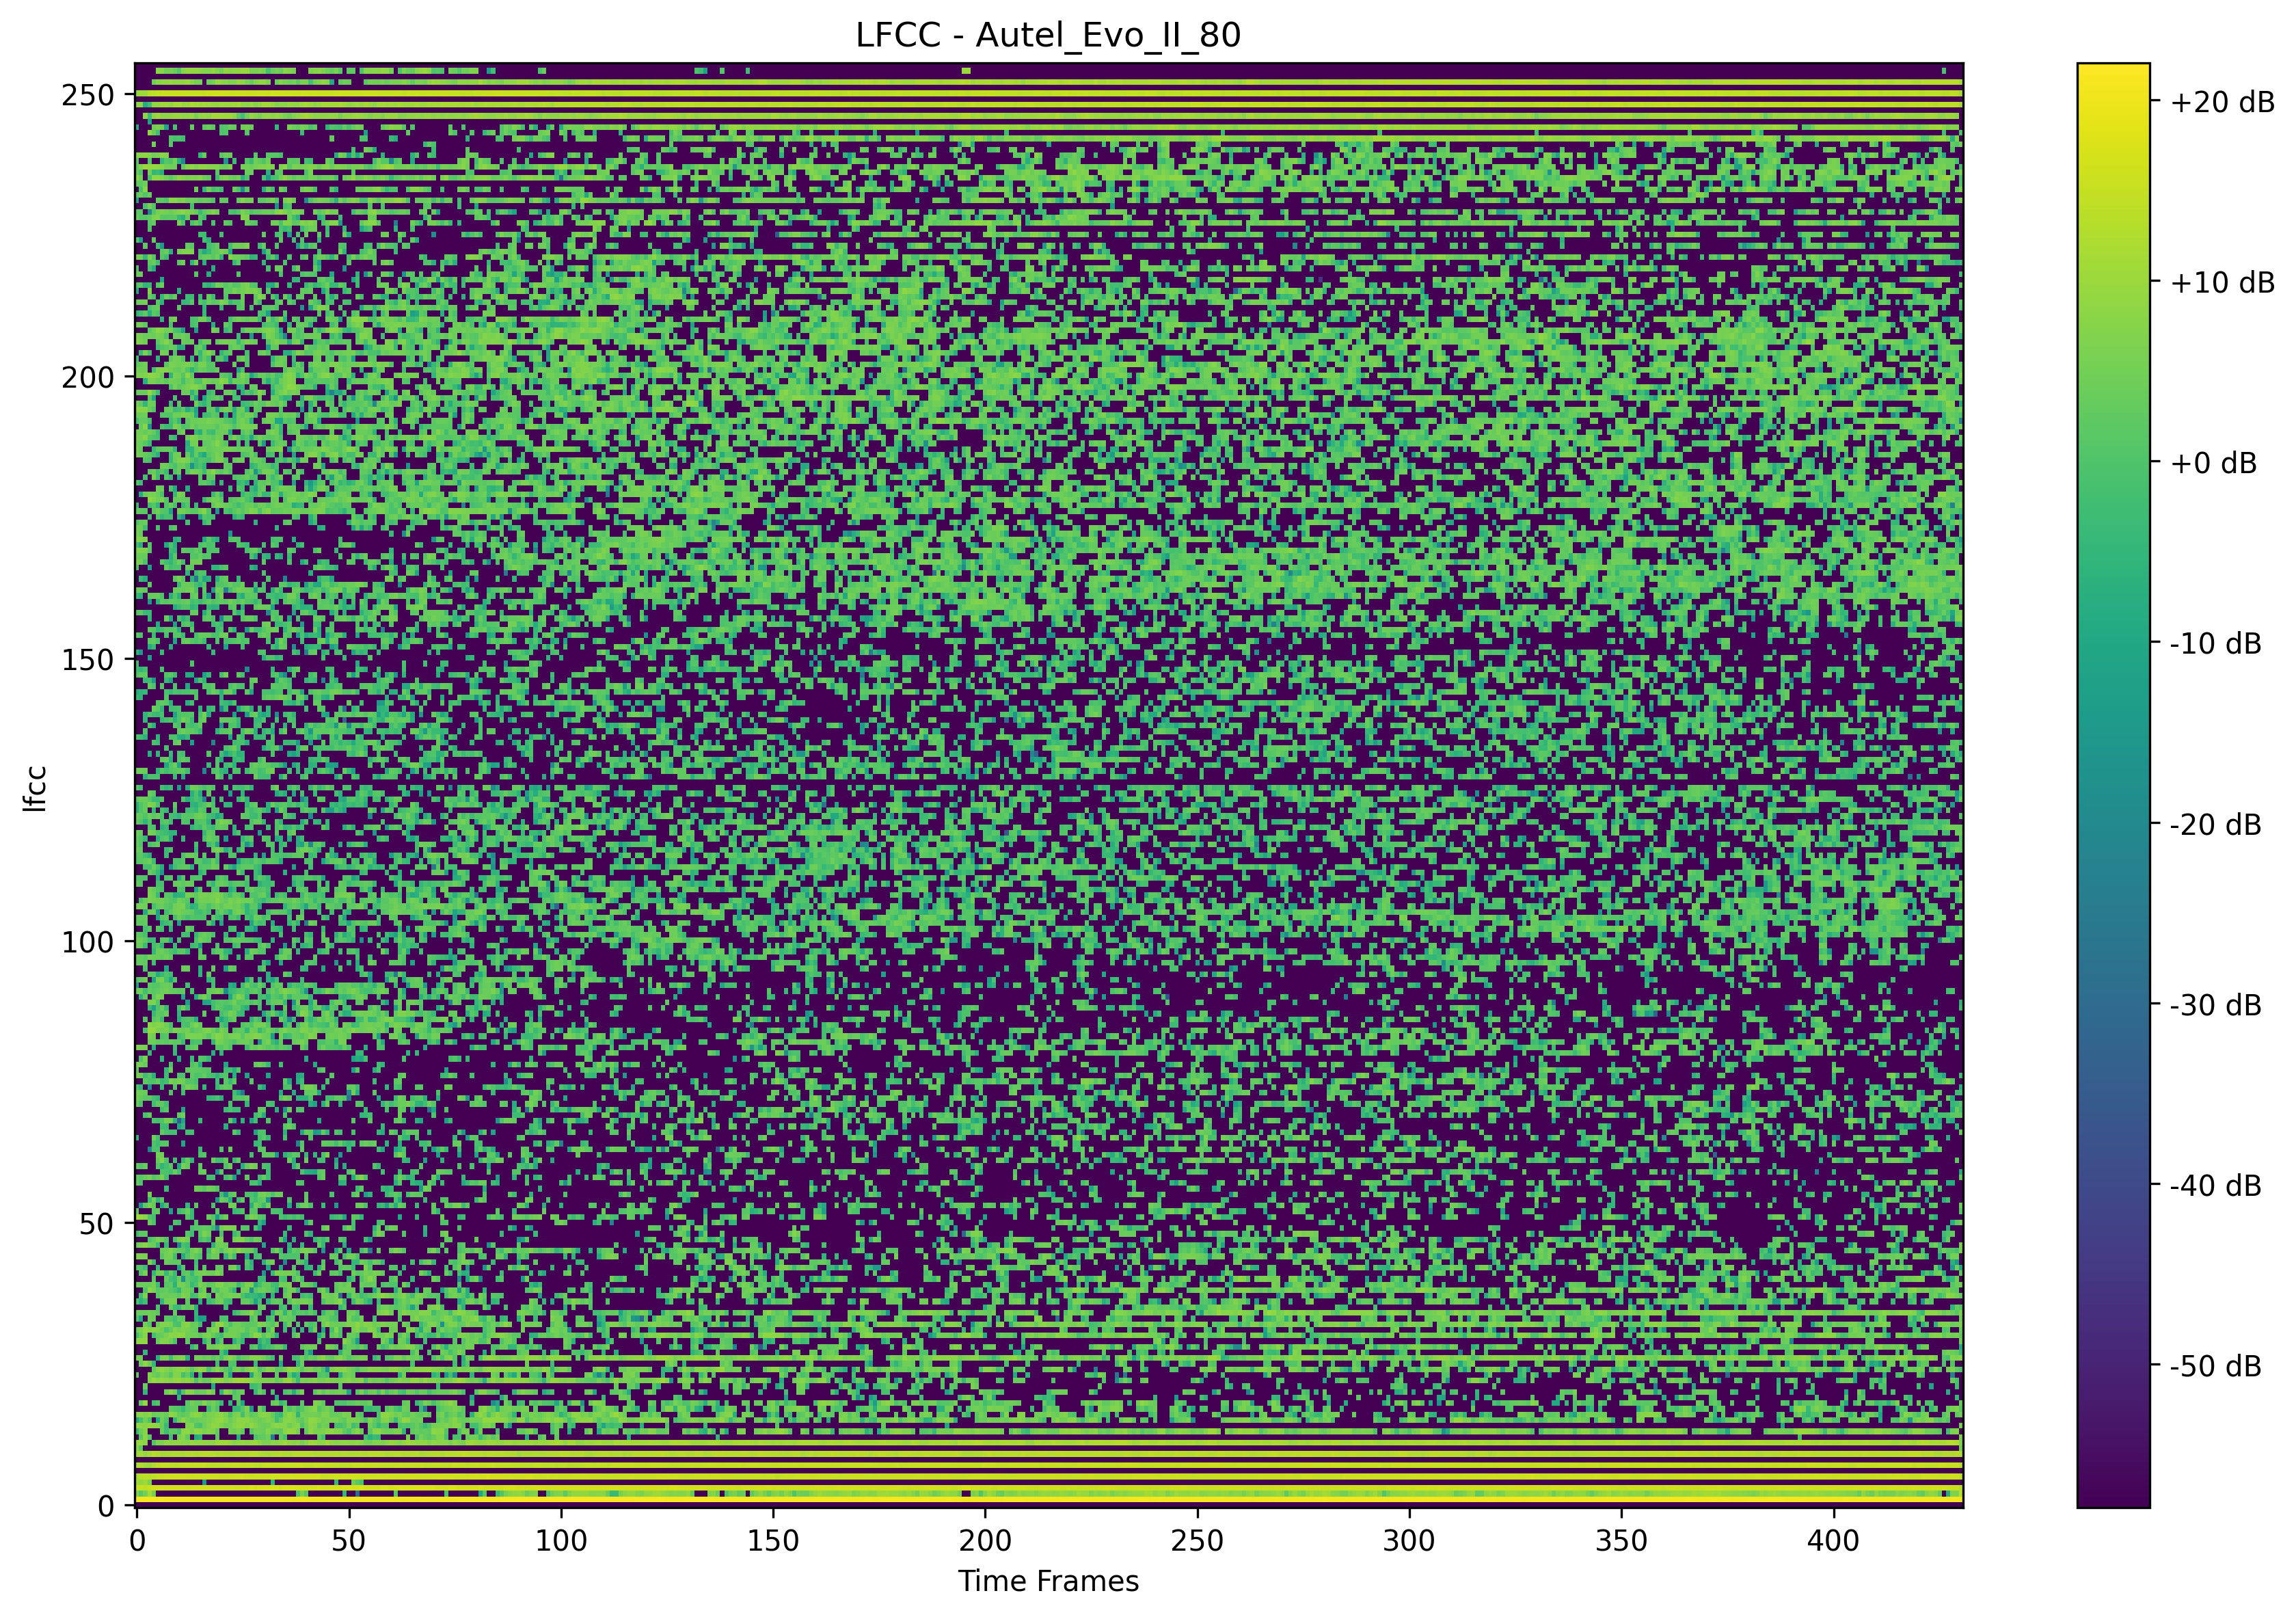 LFCC - Autel_Evo_II_80
250
200
150
100
50
0
lfcc
0 50 100 150 200 250 300 350 400
Time Frames
+20 dB
+10 dB
+0 dB
-10 dB
-20 dB
-30 dB
-40 dB
-50 dB